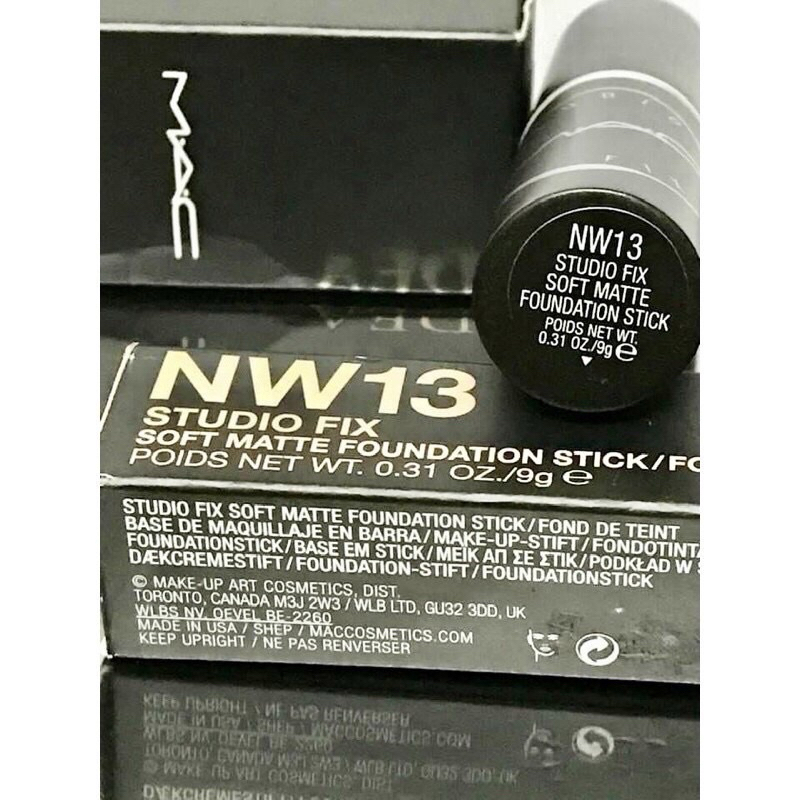 MAC
NW13
STUDIO FIX
SOFT MATTE
FOUNDATION STICK
POIDS NET WT.
0.31 OZ./9g e
NW13
STUDIO FIX
SOFT MATTE FOUNDATION STICK/FO
POIDS NET WT. 0.31 OZ./9g e
STUDIO FIX SOFT MATTE FOUNDATION STICK/FOND DE TEINT
BASE DE MAQUILLAJE EN BARRA/MAKE-UP-STIFT/FONDOTINTA
FOUNDATIONSTICK/BASE EM STICK/ΜΕΪΚ ΑΠ ΣΕ ΣΤΙΚ/PODKŁAD W S
DÆKCREMESTIFT/FOUNDATION-STIFT/FOUNDATIONSTICK
© MAKE-UP ART COSMETICS, DIST.
TORONTO, CANADA M3J 2W3 / WLB LTD, GU32 3DD, UK
WLBS NV. OEVEL BE-2260
MADE IN USA / SHEP / MACCOSMETICS.COM
KEEP UPRIGHT / NE PAS RENVERSER